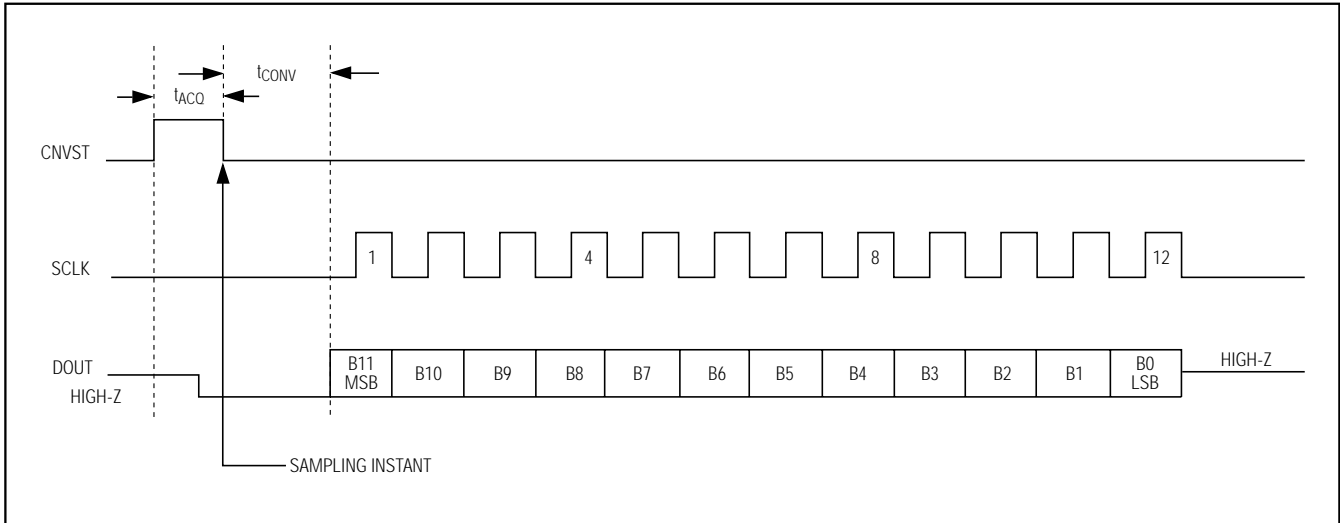 tCONV
tACQ
CNVST
SCLK
1
4
8
12
DOUT
HIGH-Z
B11
MSB
B10
B9
B8
B7
B6
B5
B4
B3
B2
B1
B0
LSB
HIGH-Z
SAMPLING INSTANT